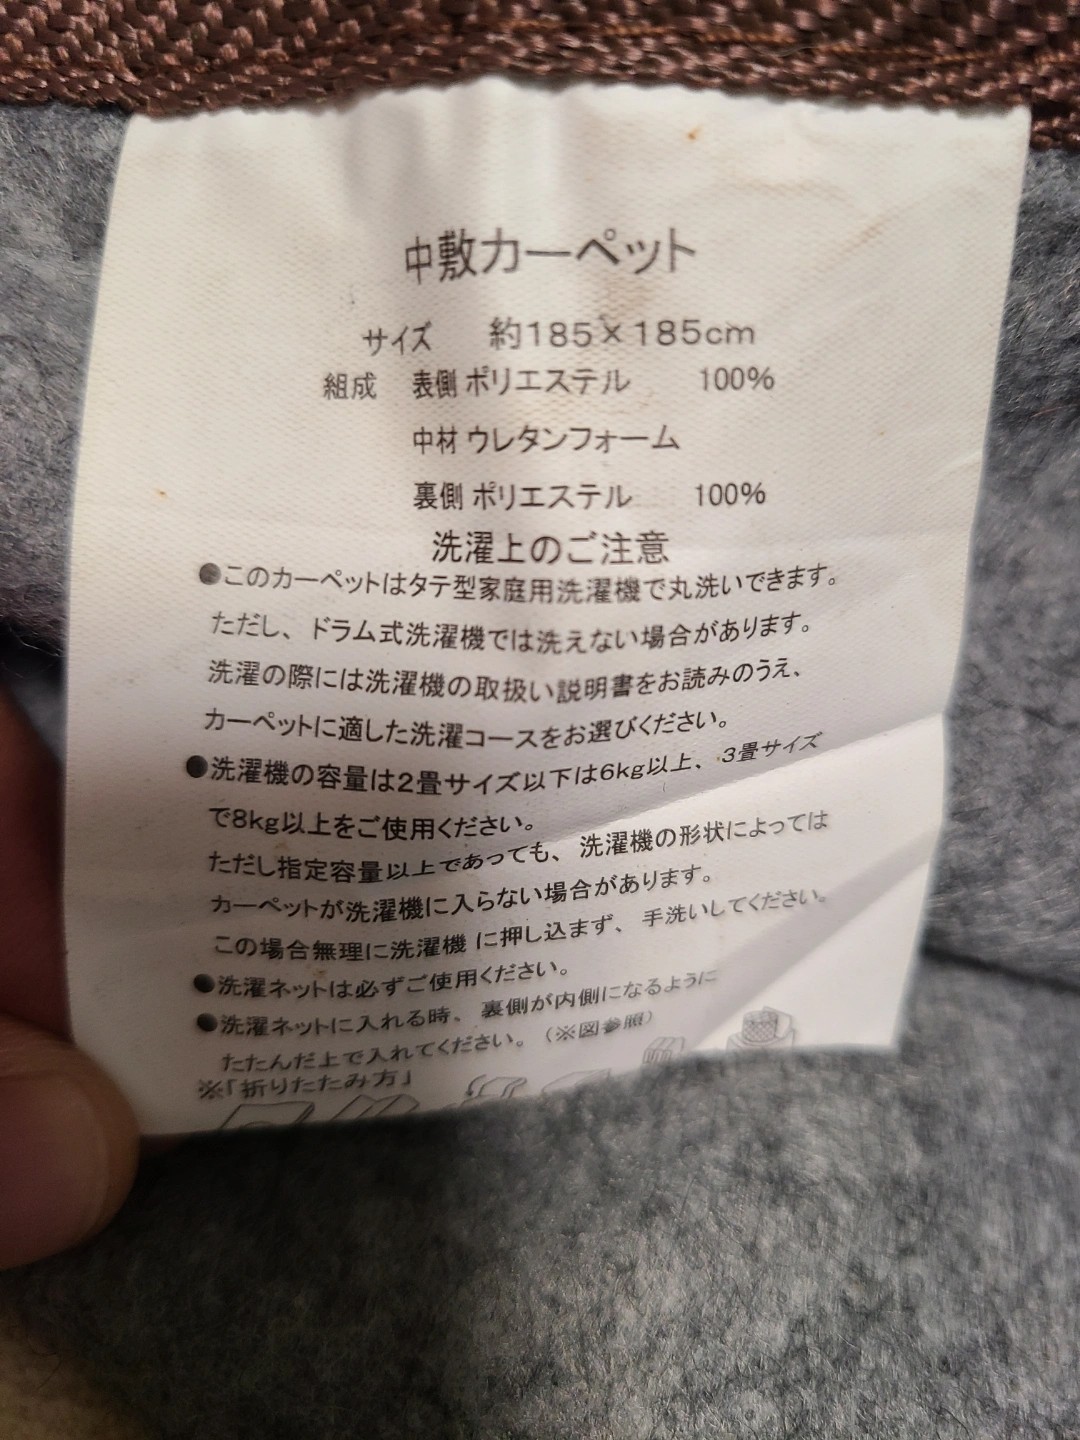 中敷カーペット
サイズ 約185×185cm
組成 表側 ポリエステル 100%
中材 ウレタンフォーム
裏側 ポリエステル 100%
洗濯上のご注意
●このカーペットはタテ型家庭用洗濯機で丸洗いできます。
ただし、ドラム式洗濯機では洗えない場合があります。
洗濯の際には洗濯機の取扱い説明書をお読みのうえ、
カーペットに適した洗濯コースをお選びください。
●洗濯機の容量は2畳サイズ以下は6kg以上、3畳サイズ
で8kg以上をご使用ください。
ただし指定容量以上であっても、洗濯機の形状によっては
カーペットが洗濯機に入らない場合があります。
この場合無理に洗濯機に押し込まず、手洗いしてください。
●洗濯ネットは必ずご使用ください。
●洗濯ネットに入れる時、裏側が内側になるように
たたんだ上で入れてください。(※図参照)
※「折りたたみ方」